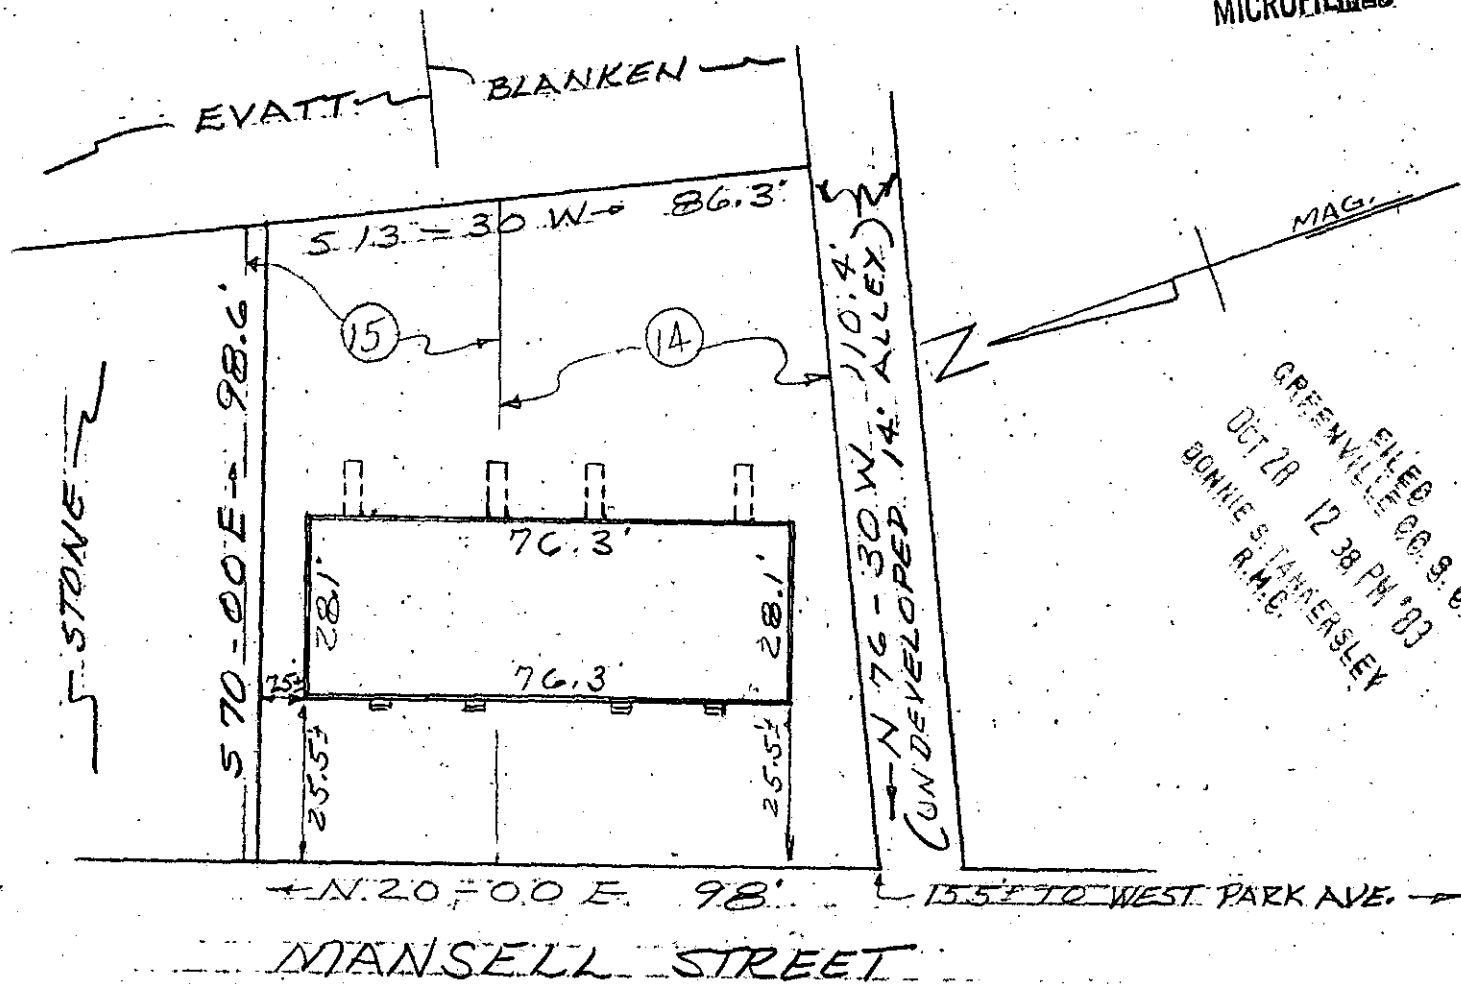 MICROFILMED
EVATT
BLANKEN
S 13 - 30 W 86.3'
MAG.
N
15
14
S 70 - 00 E 98.6'
N 76 - 30 W 110.4'
(UNDEVELOPED 14' ALLEY)
STONE
76.3'
28.1'
28.1'
76.3'
25.5'±
25.5'±
FILED
GREENVILLE CO. S. C.
OCT 28 12 38 PM '83
DONNIE S. TANKERSLEY
R.M.C.
N. 20 - 00 E. 98'
155'± TO WEST PARK AVE.
MANSELL STREET